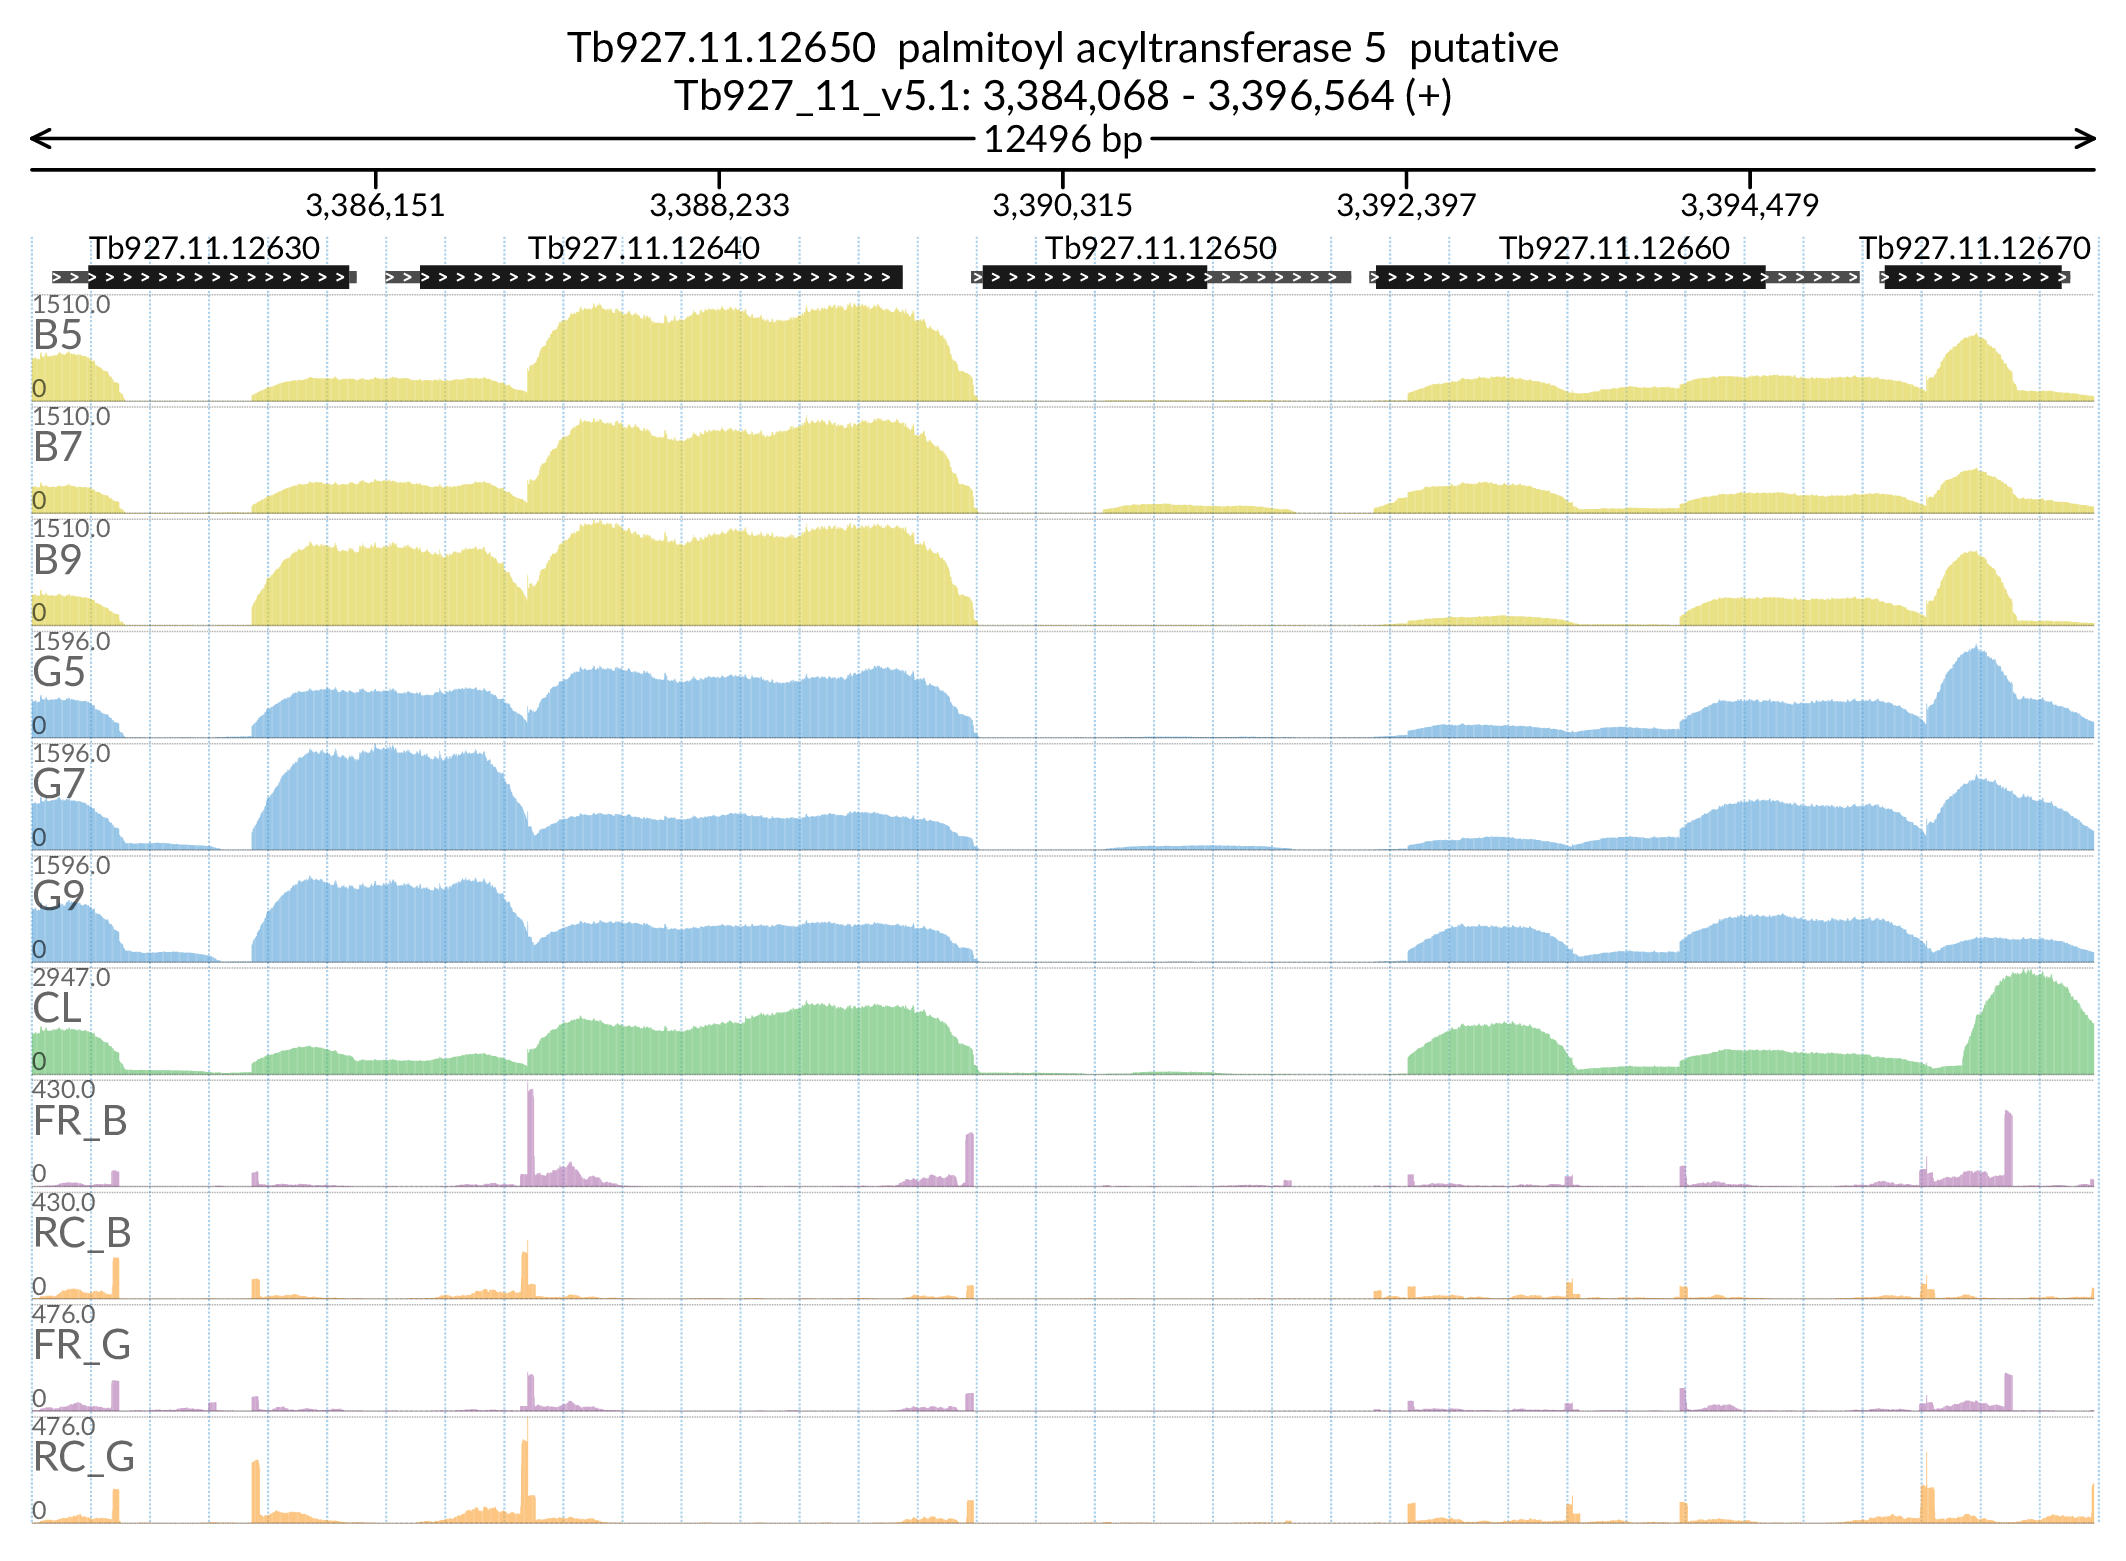 Tb927.11.12650  palmitoyl acyltransferase 5  putative
Tb927_11_v5.1: 3,384,068 - 3,396,564 (+)
12496 bp
3,386,151 3,388,233 3,390,315 3,392,397 3,394,479
Tb927.11.12630 Tb927.11.12640 Tb927.11.12650 Tb927.11.12660 Tb927.11.12670
1510.0
B5
0
1510.0
B7
0
1510.0
B9
0
1596.0
G5
0
1596.0
G7
0
1596.0
G9
0
2947.0
CL
0
430.0
FR_B
0
430.0
RC_B
0
476.0
FR_G
0
476.0
RC_G
0